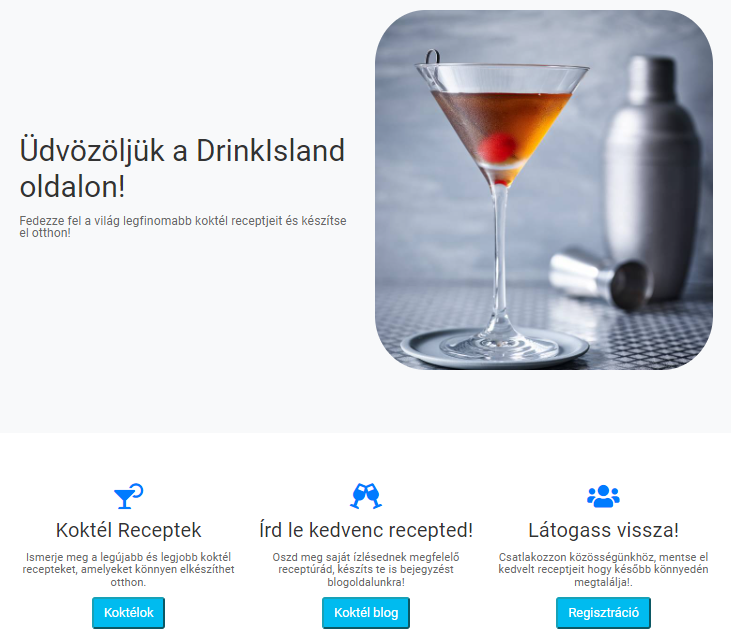 Üdvözöljük a DrinkIsland
oldalon!
Fedezze fel a világ legfinomabb koktél receptjeit és készítse
el otthon!
Koktél Receptek
Ismerje meg a legújabb és legjobb koktél
recepteket, amelyeket könnyen elkészíthet
otthon.
Koktélok
Írd le kedvenc recepted!
Oszd meg saját ízlésednek megfelelő
receptúrád, készíts te is bejegyzést
blogoldalunkra!
Koktél blog
Látogass vissza!
Csatlakozzon közösségünkhöz, mentse el
kedvelt receptjeit hogy később könnyedén
megtalálja!.
Regisztráció